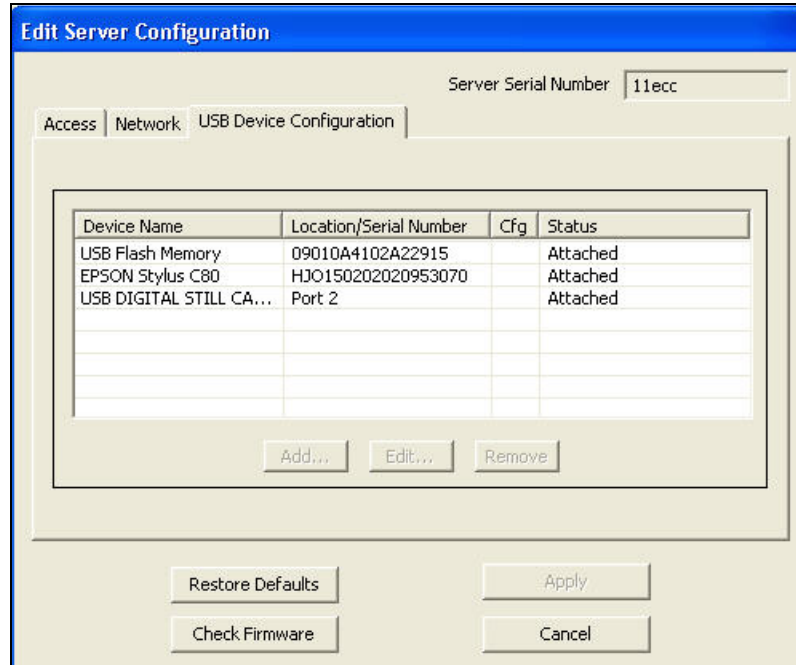 Edit Server Configuration
Server Serial Number 11ecc
Access Network USB Device Configuration
Device Name Location/Serial Number Cfg Status
USB Flash Memory 09010A4102A22915 Attached
EPSON Stylus C80 HJO150202020953070 Attached
USB DIGITAL STILL CA... Port 2 Attached
Add... Edit... Remove
Restore Defaults Apply
Check Firmware Cancel